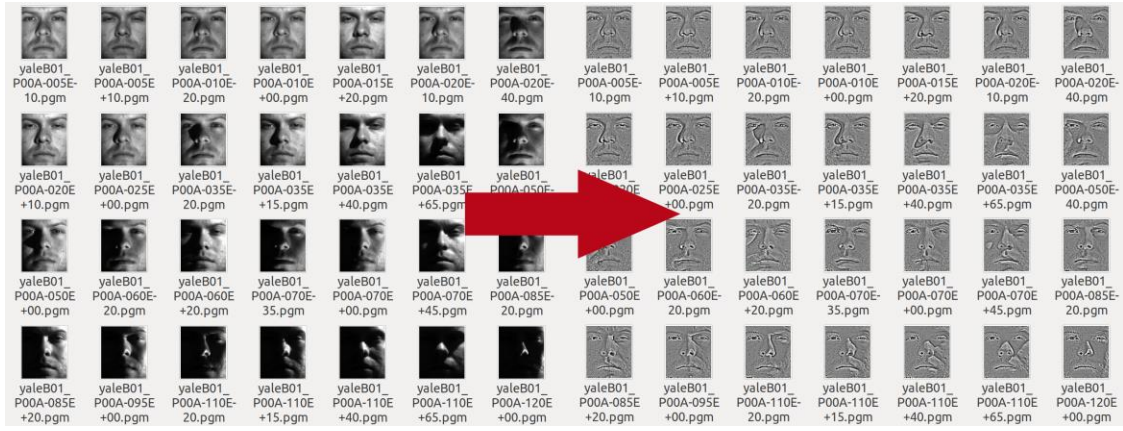 yaleB01_ yaleB01_ yaleB01_ yaleB01_ yaleB01_ yaleB01_ yaleB01_ yaleB01_ yaleB01_ yaleB01_ yaleB01_ yaleB01_ yaleB01_ yaleB01_
P00A-005E- P00A-005E P00A-010E- P00A-010E P00A-015E P00A-020E- P00A-020E- P00A-005E- P00A-005E P00A-010E- P00A-010E P00A-015E P00A-020E- P00A-020E-
10.pgm +10.pgm 20.pgm +00.pgm +20.pgm 10.pgm 40.pgm 10.pgm +10.pgm 20.pgm +00.pgm +20.pgm 10.pgm 40.pgm
yaleB01_ yaleB01_ yaleB01_ yaleB01_ yaleB01_ yaleB01_ yaleB01_ yaleB01_ yaleB01_ yaleB01_ yaleB01_ yaleB01_ yaleB01_
P00A-020E P00A-025E P00A-035E- P00A-035E P00A-035E P00A-035E P00A-050E- P00A-025E P00A-035E- P00A-035E P00A-035E P00A-035E P00A-050E-
+10.pgm +00.pgm 20.pgm +15.pgm +40.pgm +65.pgm +00.pgm 20.pgm +15.pgm +40.pgm +65.pgm 40.pgm
yaleB01_ yaleB01_ yaleB01_ yaleB01_ yaleB01_ yaleB01_ yaleB01_ yaleB01_ yaleB01_ yaleB01_ yaleB01_ yaleB01_ yaleB01_ yaleB01_
P00A-050E P00A-060E- P00A-060E P00A-070E- P00A-070E P00A-070E P00A-085E- P00A-050E P00A-060E- P00A-060E P00A-070E- P00A-070E P00A-070E P00A-085E-
+00.pgm 20.pgm +20.pgm 35.pgm +00.pgm +45.pgm 20.pgm +00.pgm 20.pgm +20.pgm 35.pgm +00.pgm +45.pgm 20.pgm
yaleB01_ yaleB01_ yaleB01_ yaleB01_ yaleB01_ yaleB01_ yaleB01_ yaleB01_ yaleB01_ yaleB01_ yaleB01_ yaleB01_ yaleB01_ yaleB01_
P00A-085E P00A-095E P00A-110E- P00A-110E P00A-110E P00A-110E P00A-120E P00A-085E P00A-095E P00A-110E- P00A-110E P00A-110E P00A-110E P00A-120E
+20.pgm +00.pgm 20.pgm +15.pgm +40.pgm +65.pgm +00.pgm +20.pgm +00.pgm 20.pgm +15.pgm +40.pgm +65.pgm +00.pgm